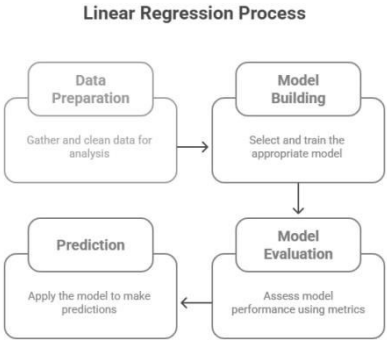 Linear Regression Process
Data
Preparation
Gather and clean data for
analysis
Model
Building
Select and train the
appropriate model
Model
Evaluation
Assess model
performance using metrics
Prediction
Apply the model to make
predictions